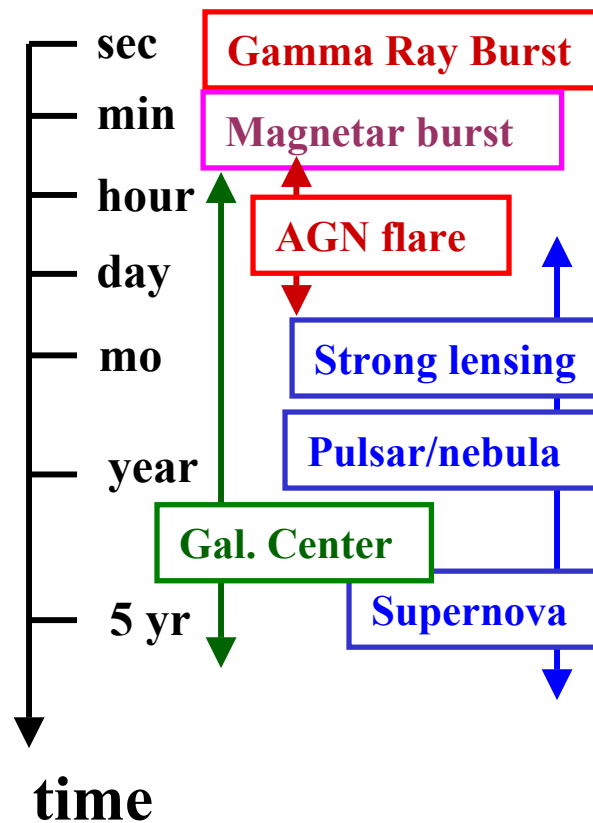 sec
Gamma Ray Burst
min
Magnetar burst
hour
AGN flare
day
mo
Strong lensing
year
Pulsar/nebula
Gal. Center
5 yr
Supernova
time